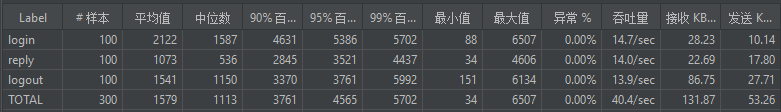 Label # 样本 平均值 中位数 90% 百... 95% 百... 99% 百... 最小值 最大值 异常 % 吞吐量 接收 KB... 发送 K...
login 100 2122 1587 4631 5386 5702 88 6507 0.00% 14.7/sec 28.23 10.14
reply 100 1073 536 2845 3521 4437 34 4606 0.00% 14.0/sec 22.69 17.80
logout 100 1541 1150 3370 3761 5992 151 6134 0.00% 13.9/sec 86.75 27.71
TOTAL 300 1579 1113 3761 4565 5702 34 6507 0.00% 40.4/sec 131.87 53.26